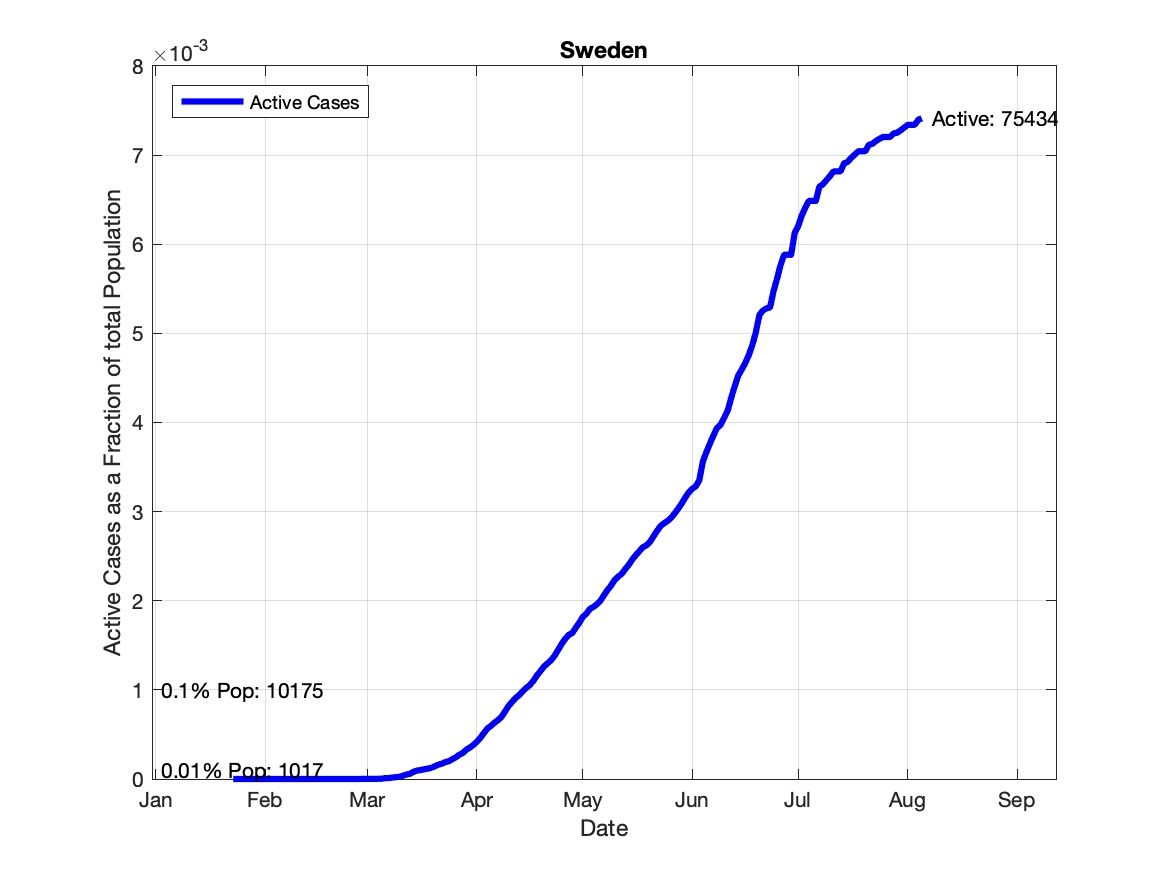 Sweden
×10⁻³
Active Cases
Active: 75434
8
7
6
5
4
3
2
1
0
0.1% Pop: 10175
0.01% Pop: 1017
Active Cases as a Fraction of total Population
Jan Feb Mar Apr May Jun Jul Aug Sep
Date